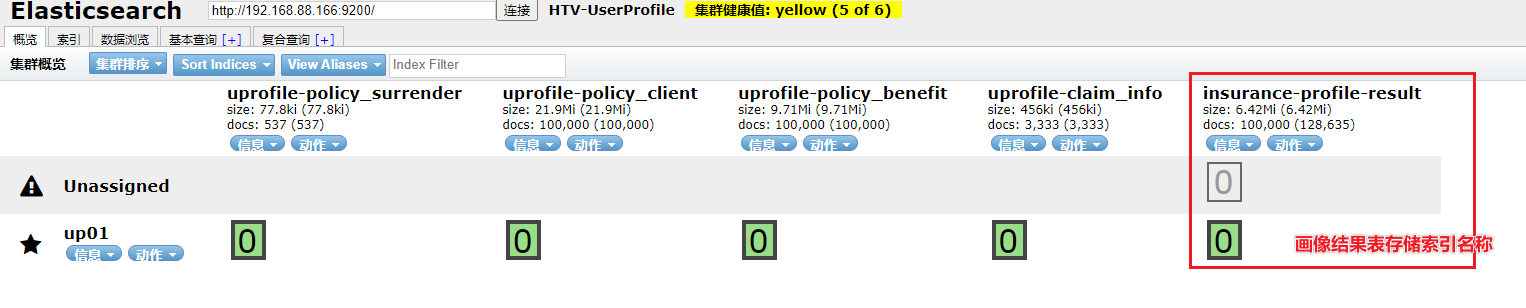 Elasticsearch http://192.168.88.166:9200/ 连接 HTV-UserProfile 集群健康值: yellow (5 of 6)
概览 索引 数据浏览 基本查询 [+] 复合查询 [+]
集群概览 集群排序 Sort Indices View Aliases Index Filter
uprofile-policy_surrender uprofile-policy_client uprofile-policy_benefit uprofile-claim_info insurance-profile-result
size: 77.8ki (77.8ki) size: 21.9Mi (21.9Mi) size: 9.71Mi (9.71Mi) size: 456ki (456ki) size: 6.42Mi (6.42Mi)
docs: 537 (537) docs: 100,000 (100,000) docs: 100,000 (100,000) docs: 3,333 (3,333) docs: 100,000 (128,635)
信息 动作 信息 动作 信息 动作 信息 动作 信息 动作
Unassigned 0
up01 0 0 0 0 0 画像结果表存储索引名称
信息 动作